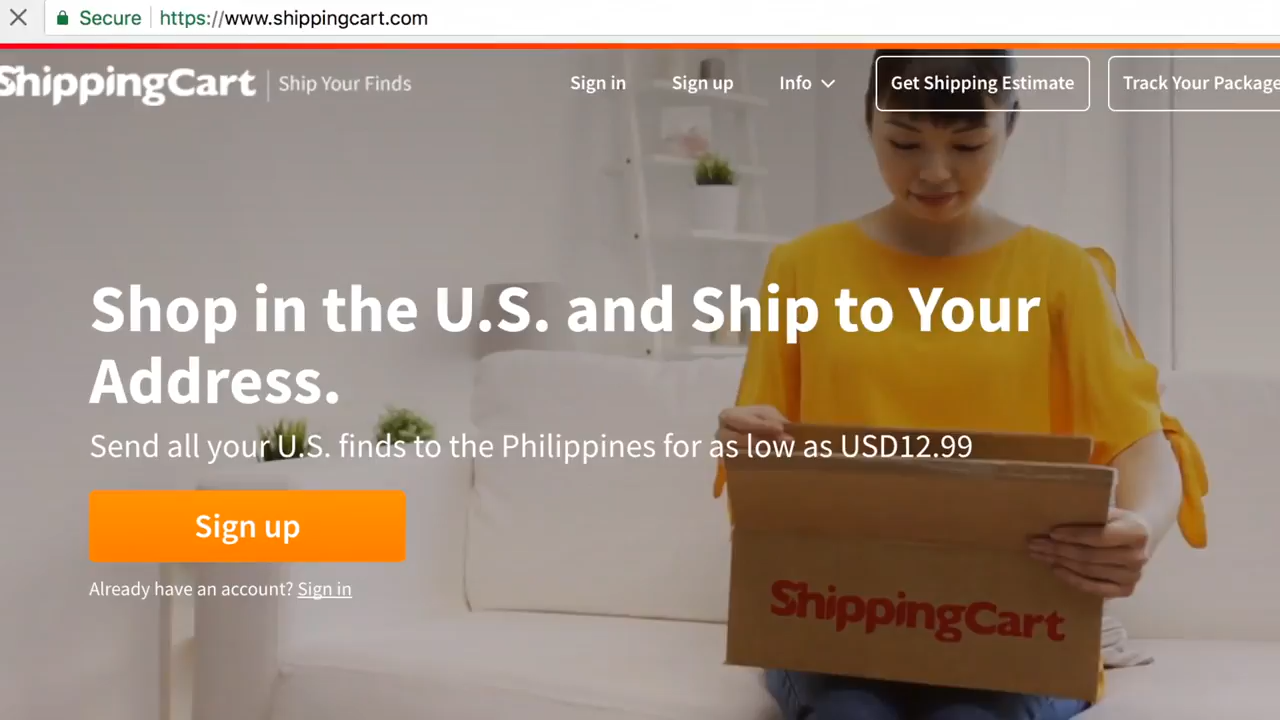 Secure
https://www.shippingcart.com
ShippingCart
Ship Your Finds
Sign in
Sign up
Info
Get Shipping Estimate
Track Your Package
Shop in the U.S. and Ship to Your
Address.
Send all your U.S. finds to the Philippines for as low as USD12.99
Sign up
Already have an account? Sign in
ShippingCart